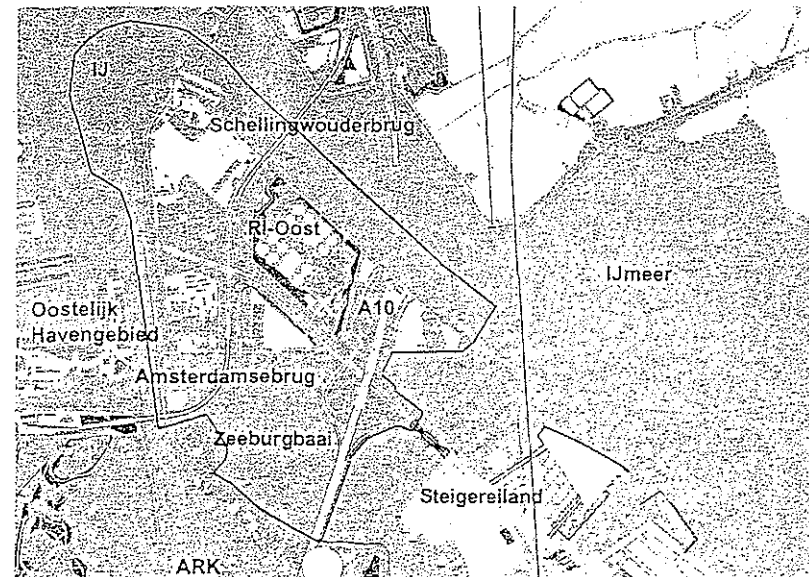 IJ
Schellingwouderbrug
RI-Oost
IJmeer
A10
Oostelijk
Havengebied
Amsterdamsebrug
Zeeburgbaai
Steigereiland
ARK